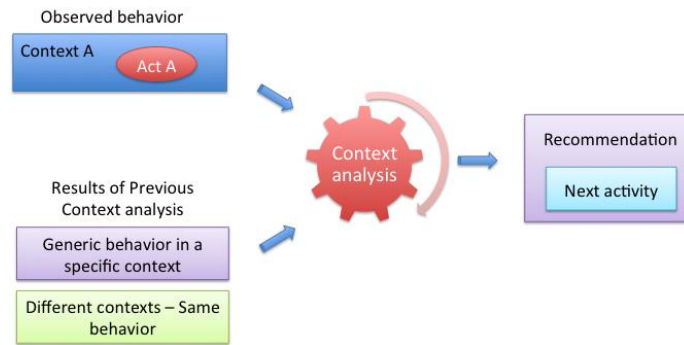 Observed behavior
Context A
Act A
Context
analysis
Recommendation
Next activity
Results of Previous
Context analysis
Generic behavior in a
specific context
Different contexts – Same
behavior